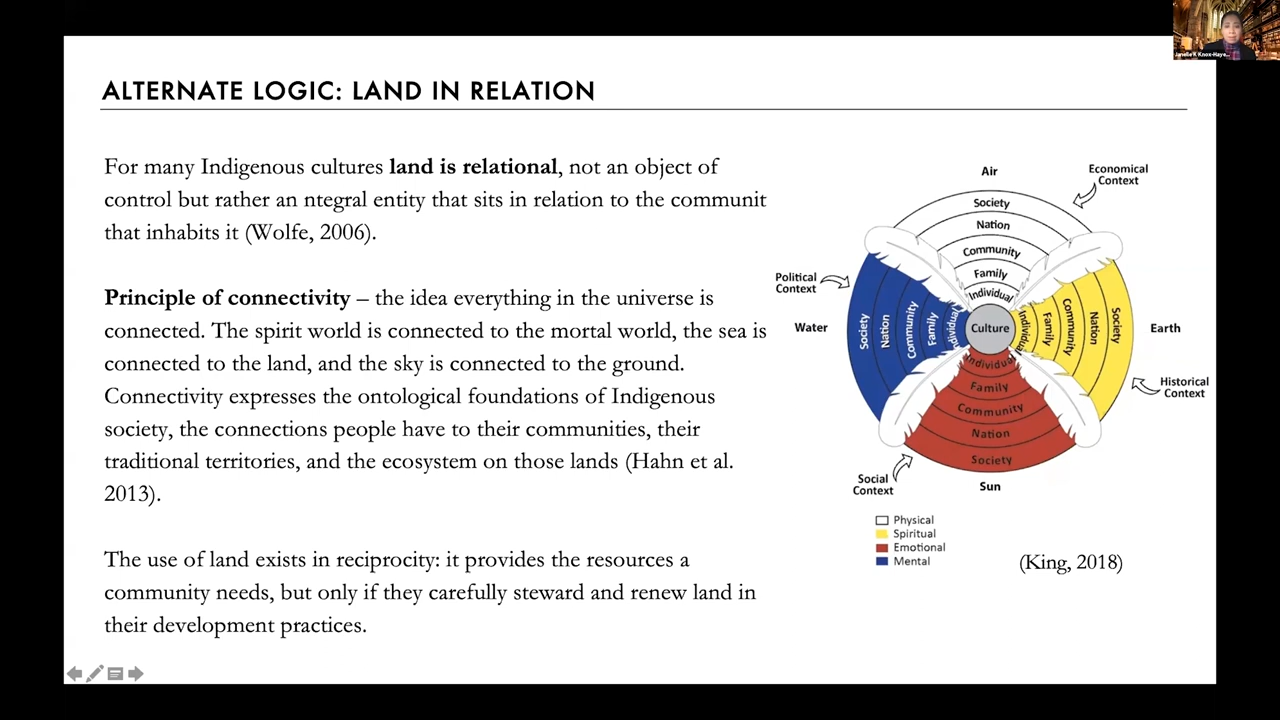 ALTERNATE LOGIC: LAND IN RELATION
For many Indigenous cultures land is relational, not an object of
control but rather an ntegral entity that sits in relation to the communit
that inhabits it (Wolfe, 2006).
Principle of connectivity – the idea everything in the universe is
connected. The spirit world is connected to the mortal world, the sea is
connected to the land, and the sky is connected to the ground.
Connectivity expresses the ontological foundations of Indigenous
society, the connections people have to their communities, their
traditional territories, and the ecosystem on those lands (Hahn et al.
2013).
The use of land exists in reciprocity: it provides the resources a
community needs, but only if they carefully steward and renew land in
their development practices.
Air
Economical
Context
Society
Nation
Community
Family
Individual
Political
Context
Water
Society
Nation
Community
Family
Individual
Culture
Individual
Family
Community
Nation
Society
Earth
Historical
Context
Individual
Family
Community
Nation
Society
Social
Context
Sun
Physical
Spiritual
Emotional
Mental
(King, 2018)
Janelle K Knox-Haye...